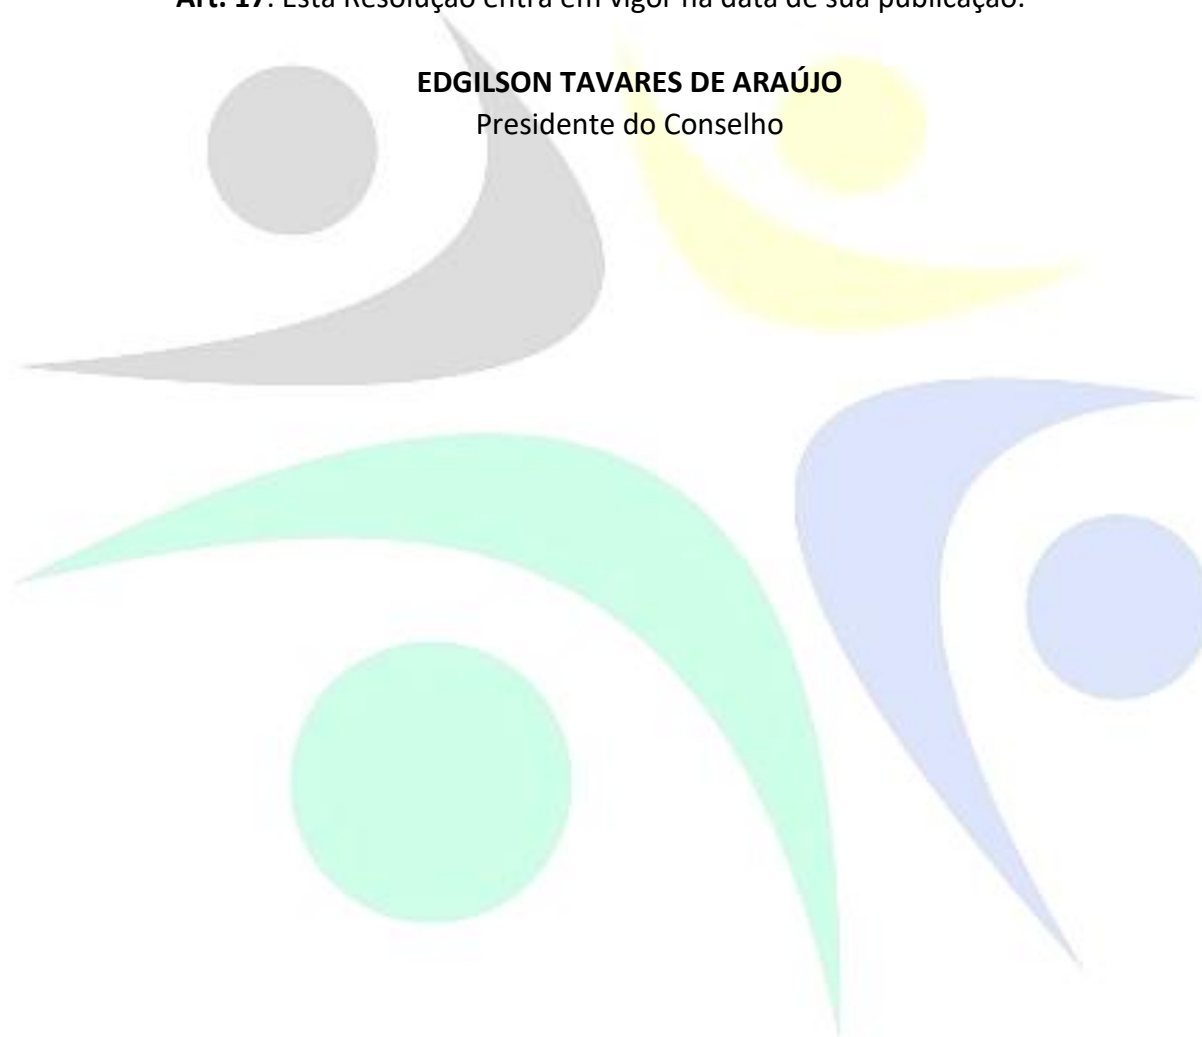 Art. 17. Esta Resolução entra em vigor na data de sua publicação.
EDGILSON TAVARES DE ARAÚJO
Presidente do Conselho